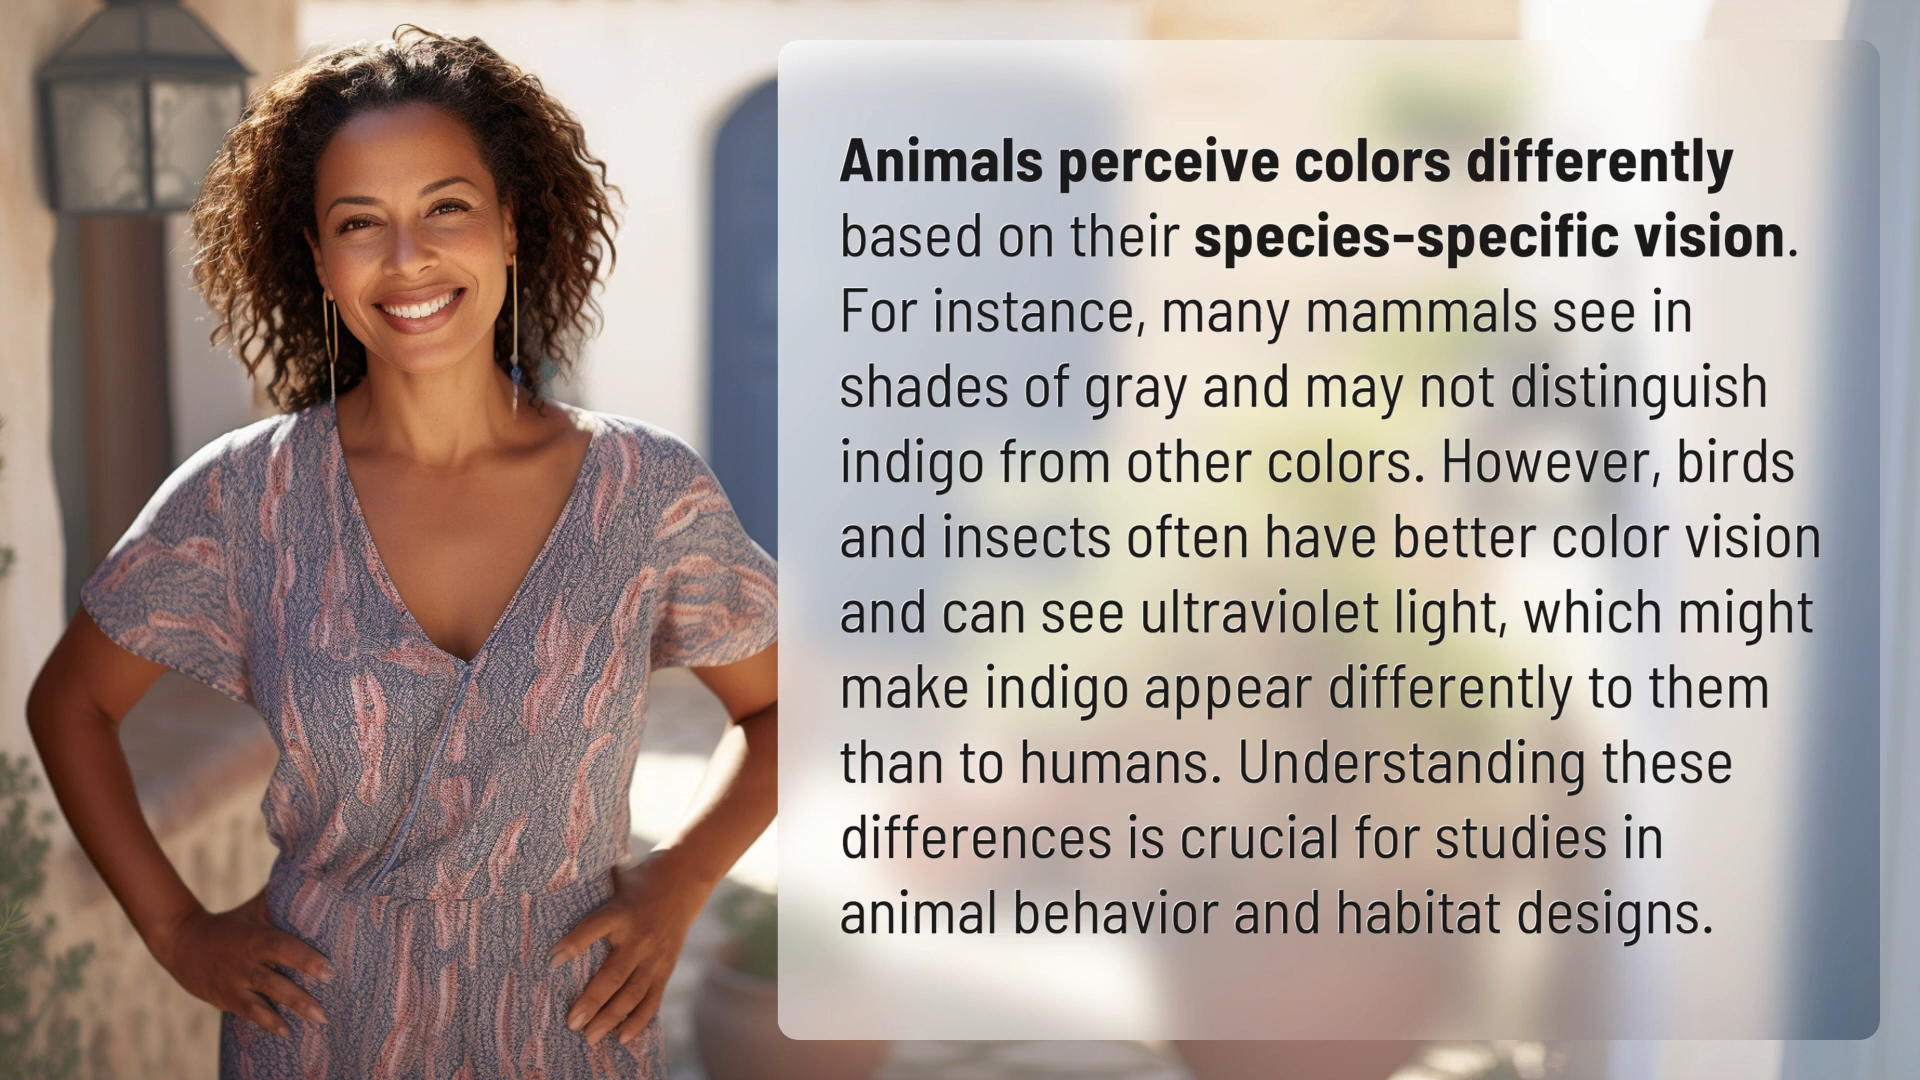 Animals perceive colors differently
based on their species-specific vision.
For instance, many mammals see in
shades of gray and may not distinguish
indigo from other colors. However, birds
and insects often have better color vision
and can see ultraviolet light, which might
make indigo appear differently to them
than to humans. Understanding these
differences is crucial for studies in
animal behavior and habitat designs.